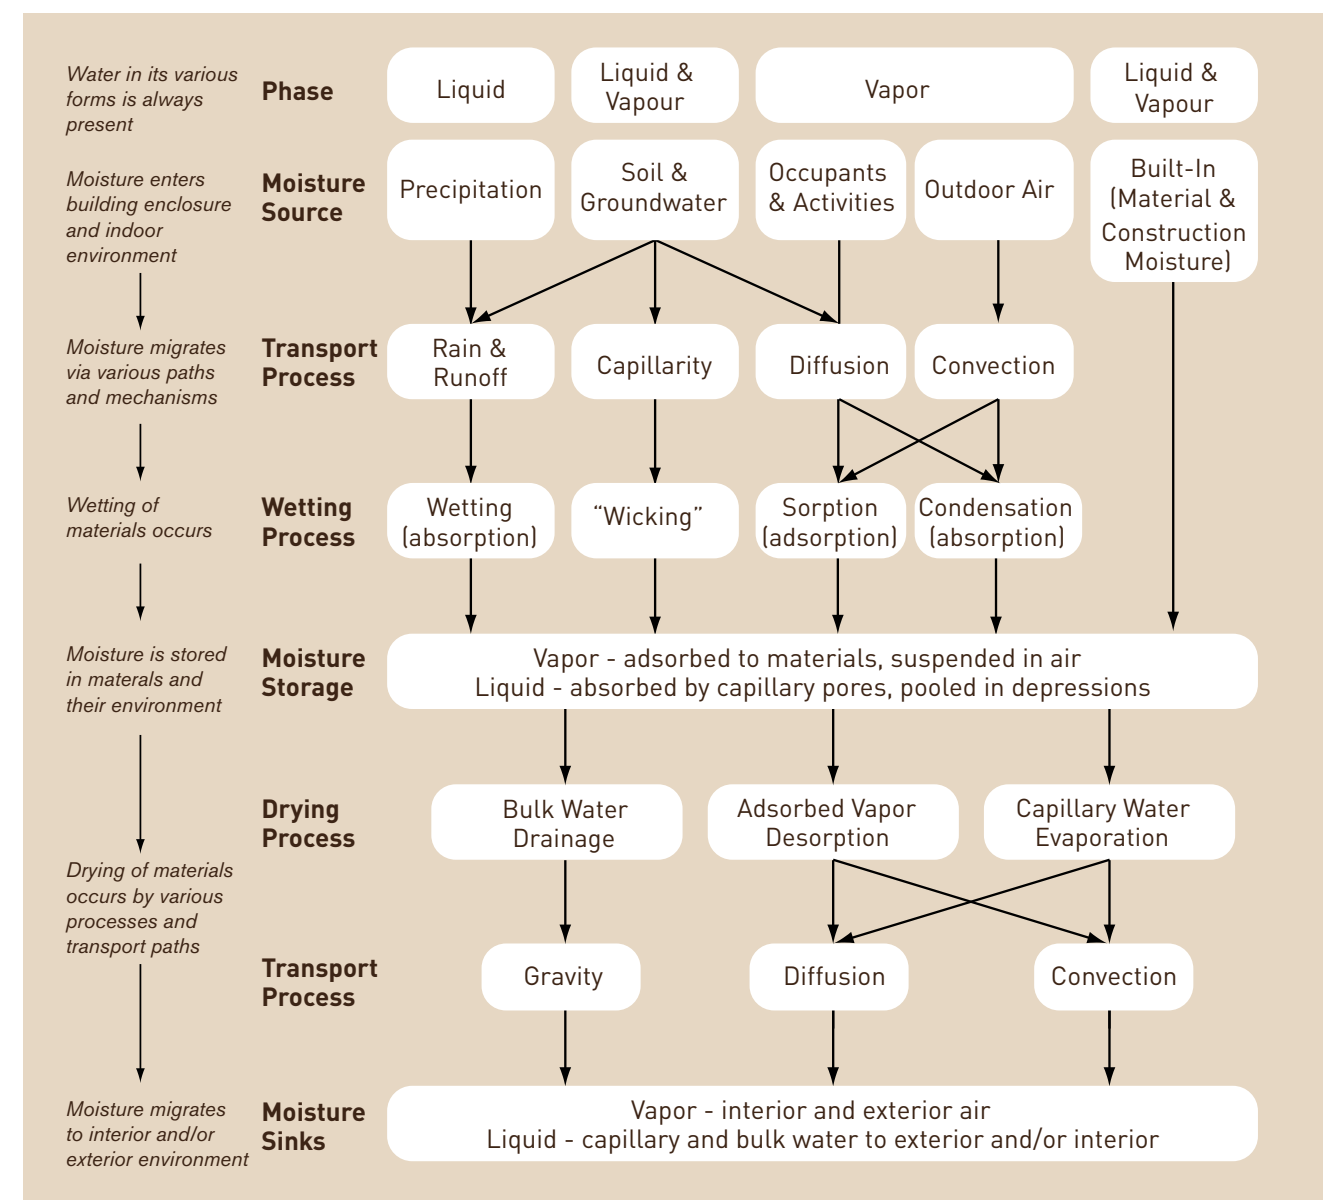 Water in its various
forms is always
present
Phase
Liquid
Liquid &
Vapour
Vapor
Liquid &
Vapour
Moisture enters
building enclosure
and indoor
environment
Moisture
Source
Precipitation
Soil &
Groundwater
Occupants
& Activities
Outdoor Air
Built-In
(Material &
Construction
Moisture)
Moisture migrates
via various paths
and mechanisms
Transport
Process
Rain &
Runoff
Capillarity
Diffusion
Convection
Wetting of
materials occurs
Wetting
Process
Wetting
(absorption)
“Wicking”
Sorption
(adsorption)
Condensation
(absorption)
Moisture is stored
in materals and
their environment
Moisture
Storage
Vapor - adsorbed to materials, suspended in air
Liquid - absorbed by capillary pores, pooled in depressions
Drying
Process
Bulk Water
Drainage
Adsorbed Vapor
Desorption
Capillary Water
Evaporation
Drying of materials
occurs by various
processes and
transport paths
Transport
Process
Gravity
Diffusion
Convection
Moisture migrates
to interior and/or
exterior environment
Moisture
Sinks
Vapor - interior and exterior air
Liquid - capillary and bulk water to exterior and/or interior